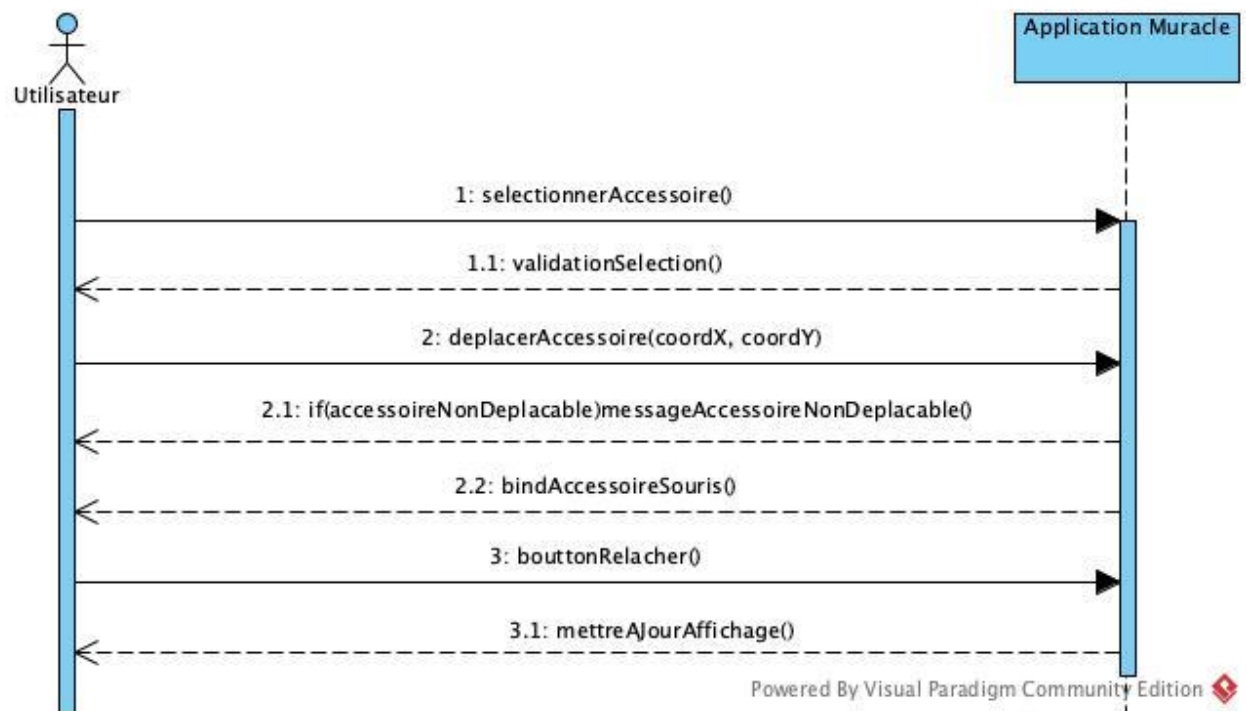 Application Muracle
Utilisateur
1: selectionnerAccessoire()
1.1: validationSelection()
2: deplacerAccessoire(coordX, coordY)
2.1: if(accessoireNonDeplacable)messageAccessoireNonDeplacable()
2.2: bindAccessoireSouris()
3: bouttonRelacher()
3.1: mettreAJourAffichage()
Powered By Visual Paradigm Community Edition